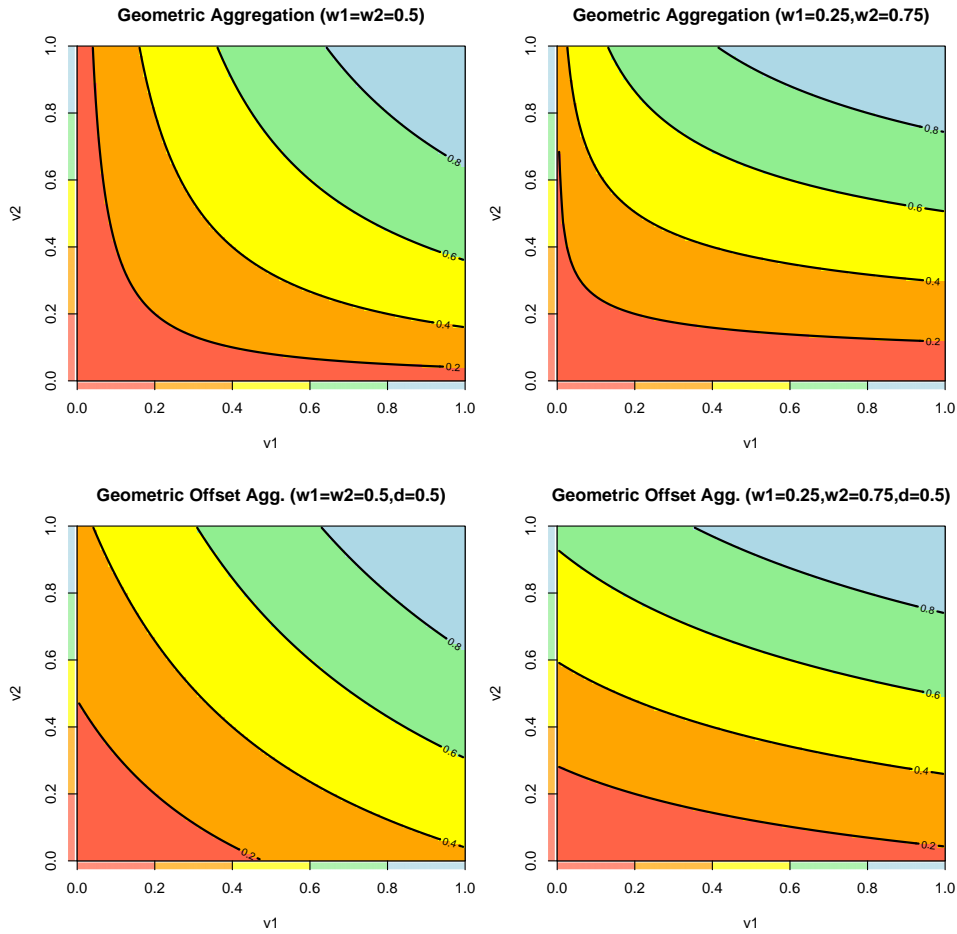 Geometric Aggregation (w1=w2=0.5)
v2
0.0 0.2 0.4 0.6 0.8 1.0
0.8
0.6
0.4
0.2
0.0 0.2 0.4 0.6 0.8 1.0
v1
Geometric Aggregation (w1=0.25,w2=0.75)
v2
0.0 0.2 0.4 0.6 0.8 1.0
0.8
0.6
0.4
0.2
0.0 0.2 0.4 0.6 0.8 1.0
v1
Geometric Offset Agg. (w1=w2=0.5,d=0.5)
v2
0.0 0.2 0.4 0.6 0.8 1.0
0.8
0.6
0.4
0.2
0.0 0.2 0.4 0.6 0.8 1.0
v1
Geometric Offset Agg. (w1=0.25,w2=0.75,d=0.5)
v2
0.0 0.2 0.4 0.6 0.8 1.0
0.8
0.6
0.4
0.2
0.0 0.2 0.4 0.6 0.8 1.0
v1